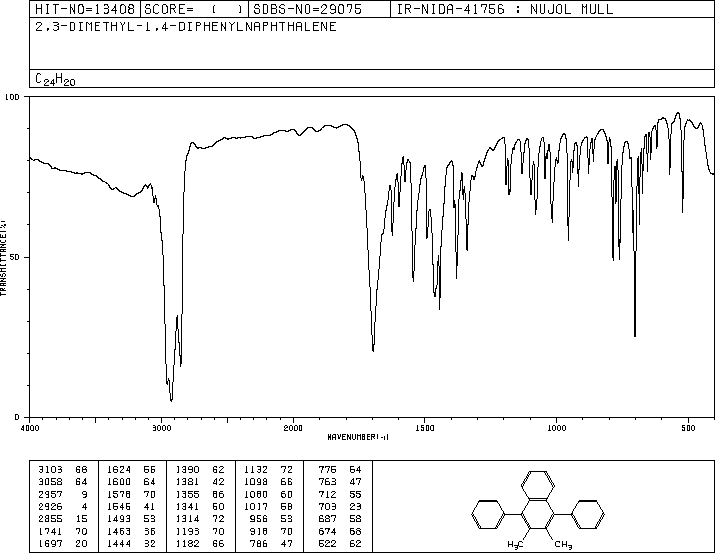 HIT-NO=13408 SCORE= ( ) SDBS-NO=29075 IR-NIDA-41756 : NUJOL MULL
2,3-DIMETHYL-1,4-DIPHENYLNAPHTHALENE
C24H20
100
50
0
TRANSMITTANCE(%)
4000 3000 2000 1500 1000 500
WAVENUMBER(-1)
3103 68 1624 55 1390 62 1132 72 775 54
3058 64 1600 64 1381 42 1098 66 763 47
2957 9 1578 70 1355 86 1080 60 712 55
2926 4 1546 41 1341 50 1017 58 703 23
2855 15 1493 53 1314 72 956 53 687 58
1741 70 1463 36 1193 70 918 70 674 68
1697 20 1444 32 1182 66 786 47 522 62
H3C CH3